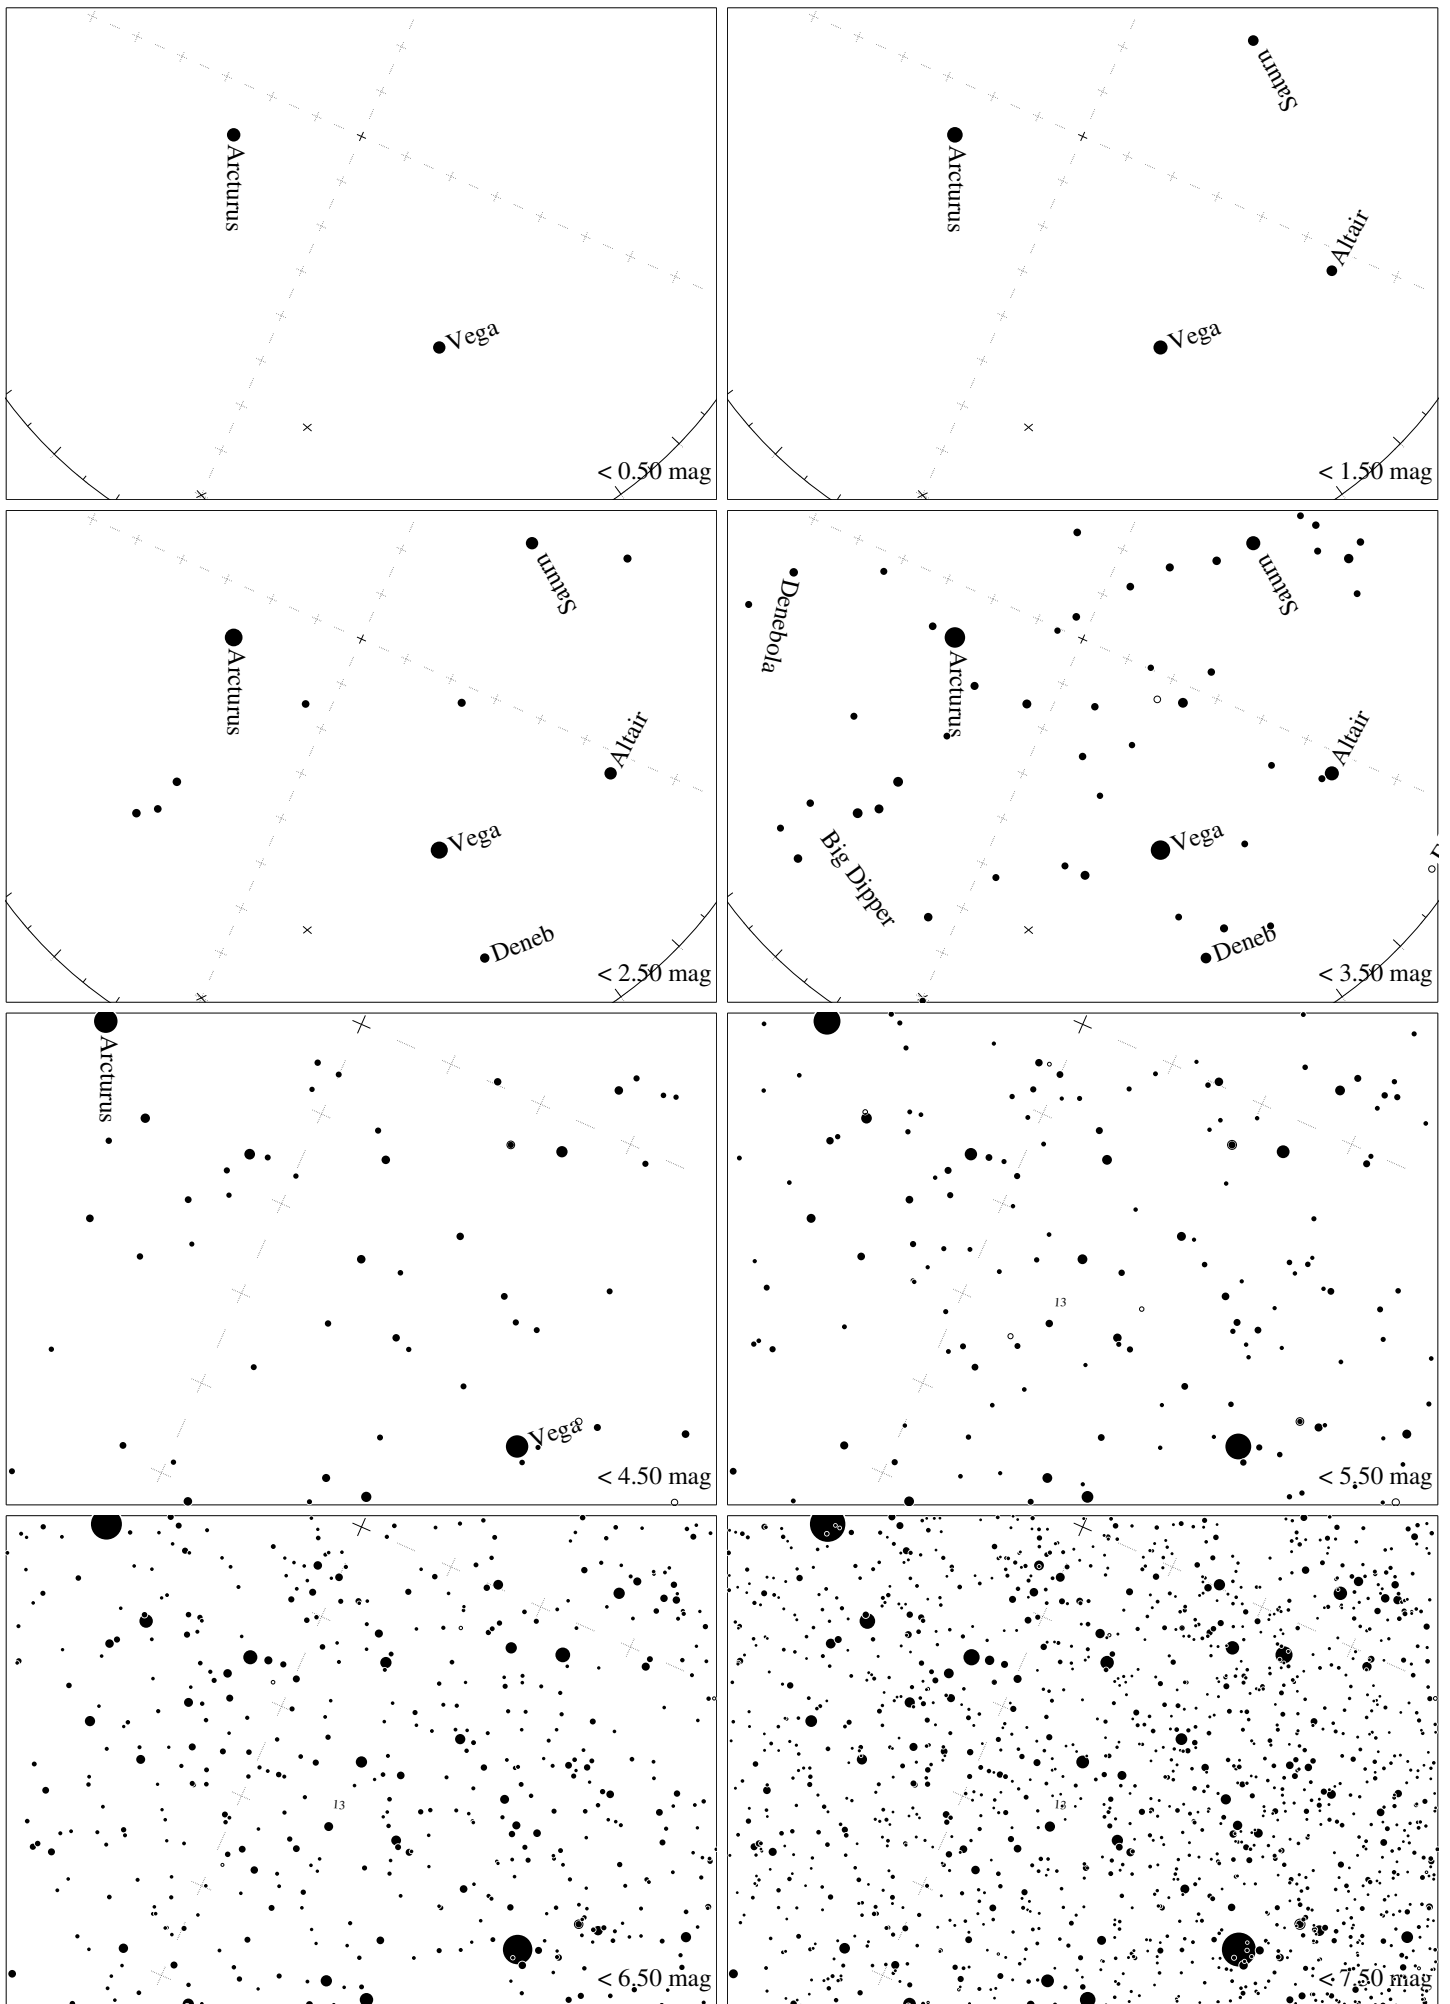 Arcturus
Vega
< 0.50 mag
Saturn
Arcturus
Altair
Vega
< 1.50 mag
Saturn
Arcturus
Altair
Vega
Deneb
< 2.50 mag
Saturn
Denebola
Arcturus
Altair
Vega
Big Dipper
Deneb
< 3.50 mag
Arcturus
Vega
< 4.50 mag
13
< 5.50 mag
13
< 6.50 mag
13
< 7.50 mag